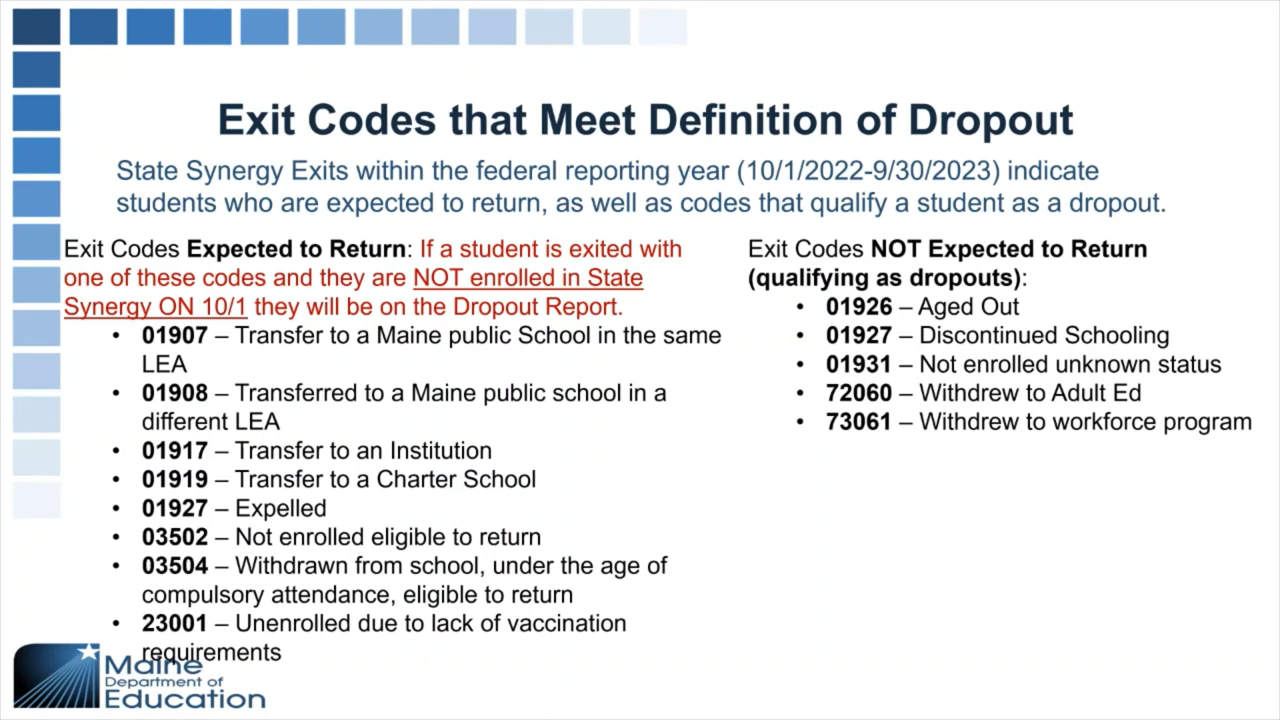 Exit Codes that Meet Definition of Dropout
State Synergy Exits within the federal reporting year (10/1/2022-9/30/2023) indicate
students who are expected to return, as well as codes that qualify a student as a dropout.
Exit Codes Expected to Return: If a student is exited with
one of these codes and they are NOT enrolled in State
Synergy ON 10/1 they will be on the Dropout Report.
• 01907 – Transfer to a Maine public School in the same
LEA
• 01908 – Transferred to a Maine public school in a
different LEA
• 01917 – Transfer to an Institution
• 01919 – Transfer to a Charter School
• 01927 – Expelled
• 03502 – Not enrolled eligible to return
• 03504 – Withdrawn from school, under the age of
compulsory attendance, eligible to return
• 23001 – Unenrolled due to lack of vaccination
requirements
Exit Codes NOT Expected to Return
(qualifying as dropouts):
• 01926 – Aged Out
• 01927 – Discontinued Schooling
• 01931 – Not enrolled unknown status
• 72060 – Withdrew to Adult Ed
• 73061 – Withdrew to workforce program
Maine
Department of
Education